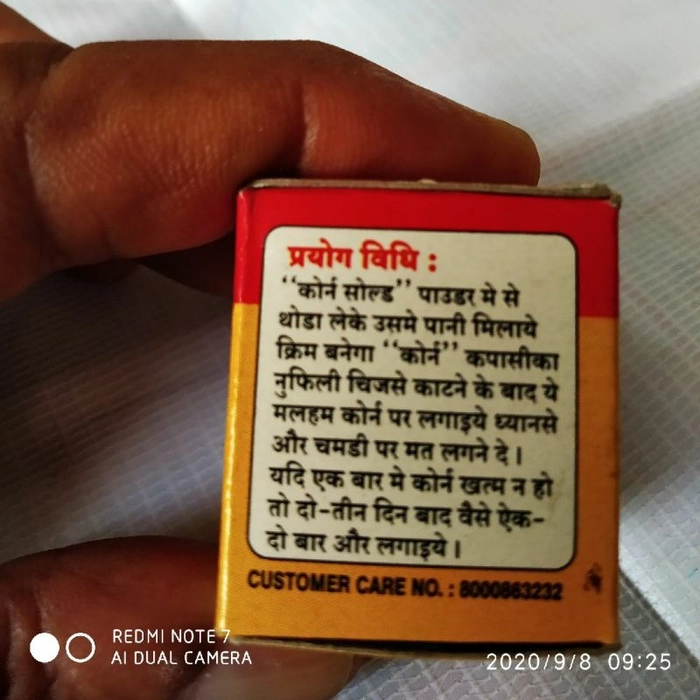 प्रयोग विधि :
“कोर्न सोल्ड” पाउडर मे से
थोडा लेके उसमे पानी मिलाये
क्रिम बनेगा “कोर्न” कपासीका
नुफिली चिजसे काटने के बाद ये
मलहम कोर्न पर लगाइये ध्यानसे
और चमडी पर मत लगने दे।
यदि एक बार मे कोर्न खत्म न हो
तो दो-तीन दिन बाद वैसे ऐक-
दो बार और लगाइये।
CUSTOMER CARE NO. : 8000863232
REDMI NOTE 7
AI DUAL CAMERA
2020/9/8 09:25